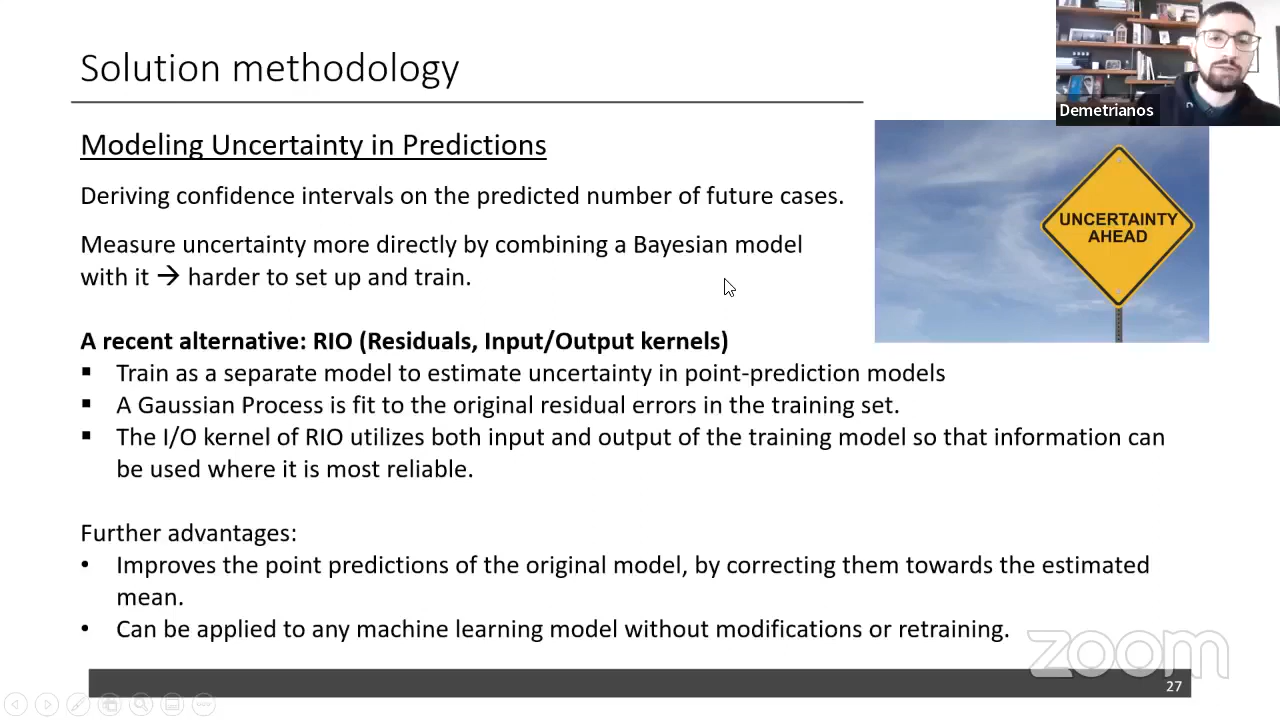 Solution methodology
Demetrianos
Modeling Uncertainty in Predictions
Deriving confidence intervals on the predicted number of future cases.
UNCERTAINTY
AHEAD
Measure uncertainty more directly by combining a Bayesian model
with it → harder to set up and train.
A recent alternative: RIO (Residuals, Input/Output kernels)
▪ Train as a separate model to estimate uncertainty in point-prediction models
▪ A Gaussian Process is fit to the original residual errors in the training set.
▪ The I/O kernel of RIO utilizes both input and output of the training model so that information can
be used where it is most reliable.
Further advantages:
• Improves the point predictions of the original model, by correcting them towards the estimated
mean.
• Can be applied to any machine learning model without modifications or retraining.
zoom
27